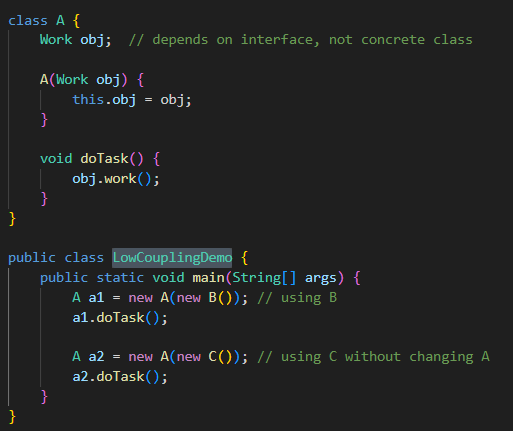 class A {
    Work obj;  // depends on interface, not concrete class
    A(Work obj) {
        this.obj = obj;
    }
    void doTask() {
        obj.work();
    }
}
public class LowCouplingDemo {
    public static void main(String[] args) {
        A a1 = new A(new B()); // using B
        a1.doTask();
        A a2 = new A(new C()); // using C without changing A
        a2.doTask();
    }
}